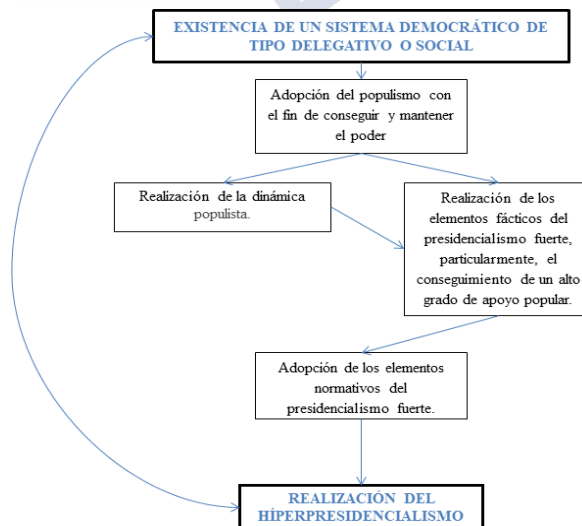 EXISTENCIA DE UN SISTEMA DEMOCRÁTICO DE
TIPO DELEGATIVO O SOCIAL
Adopción del populismo con
el fin de conseguir y mantener
el poder
Realización de la dinámica
populista.
Realización de los
elementos fácticos del
presidencialismo fuerte,
particularmente, el
conseguimiento de un alto
grado de apoyo popular.
Adopción de los elementos
normativos del
presidencialismo fuerte.
REALIZACIÓN DEL
HÍPERPRESIDENCIALISMO